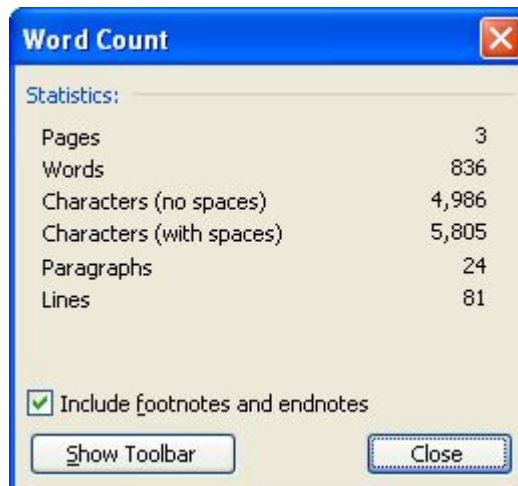 Word Count
Statistics:
Pages 3
Words 836
Characters (no spaces) 4,986
Characters (with spaces) 5,805
Paragraphs 24
Lines 81
Include footnotes and endnotes
Show Toolbar Close